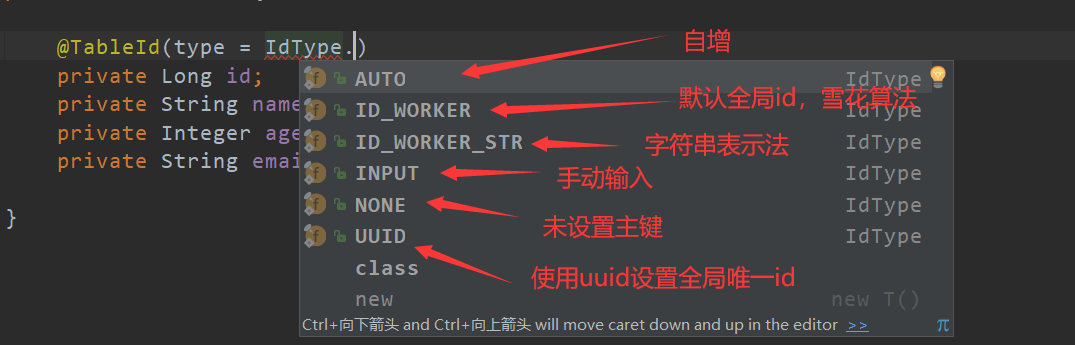 @TableId(type = IdType.)
自增
private Long id;
AUTO IdType
private String name
ID_WORKER IdType
默认全局id，雪花算法
private Integer age
ID_WORKER_STR IdType
字符串表示法
private String emai
INPUT IdType
手动输入
NONE IdType
未设置主键
}
UUID IdType
使用uuid设置全局唯一id
class
new new T()
Ctrl+向下箭头 and Ctrl+向上箭头 will move caret down and up in the editor >> π